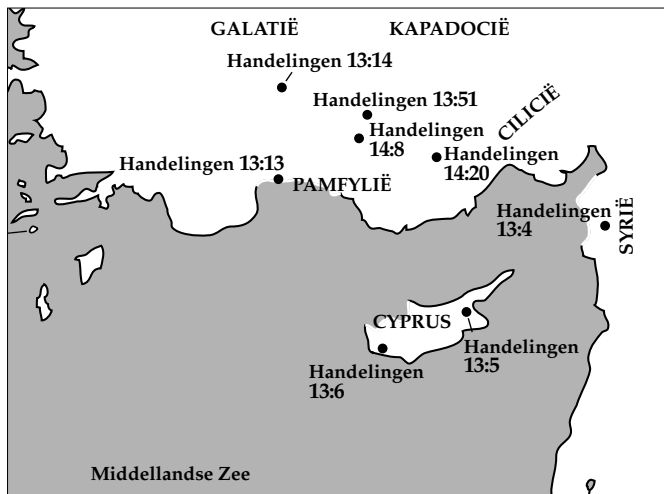 GALATIË
KAPADOCIË
Handelingen 13:14
Handelingen 13:51
Handelingen
14:8
CILICIË
Handelingen
14:20
Handelingen 13:13
PAMFYLIË
Handelingen
13:4
SYRIË
CYPRUS
Handelingen
13:5
Handelingen
13:6
Middellandse Zee